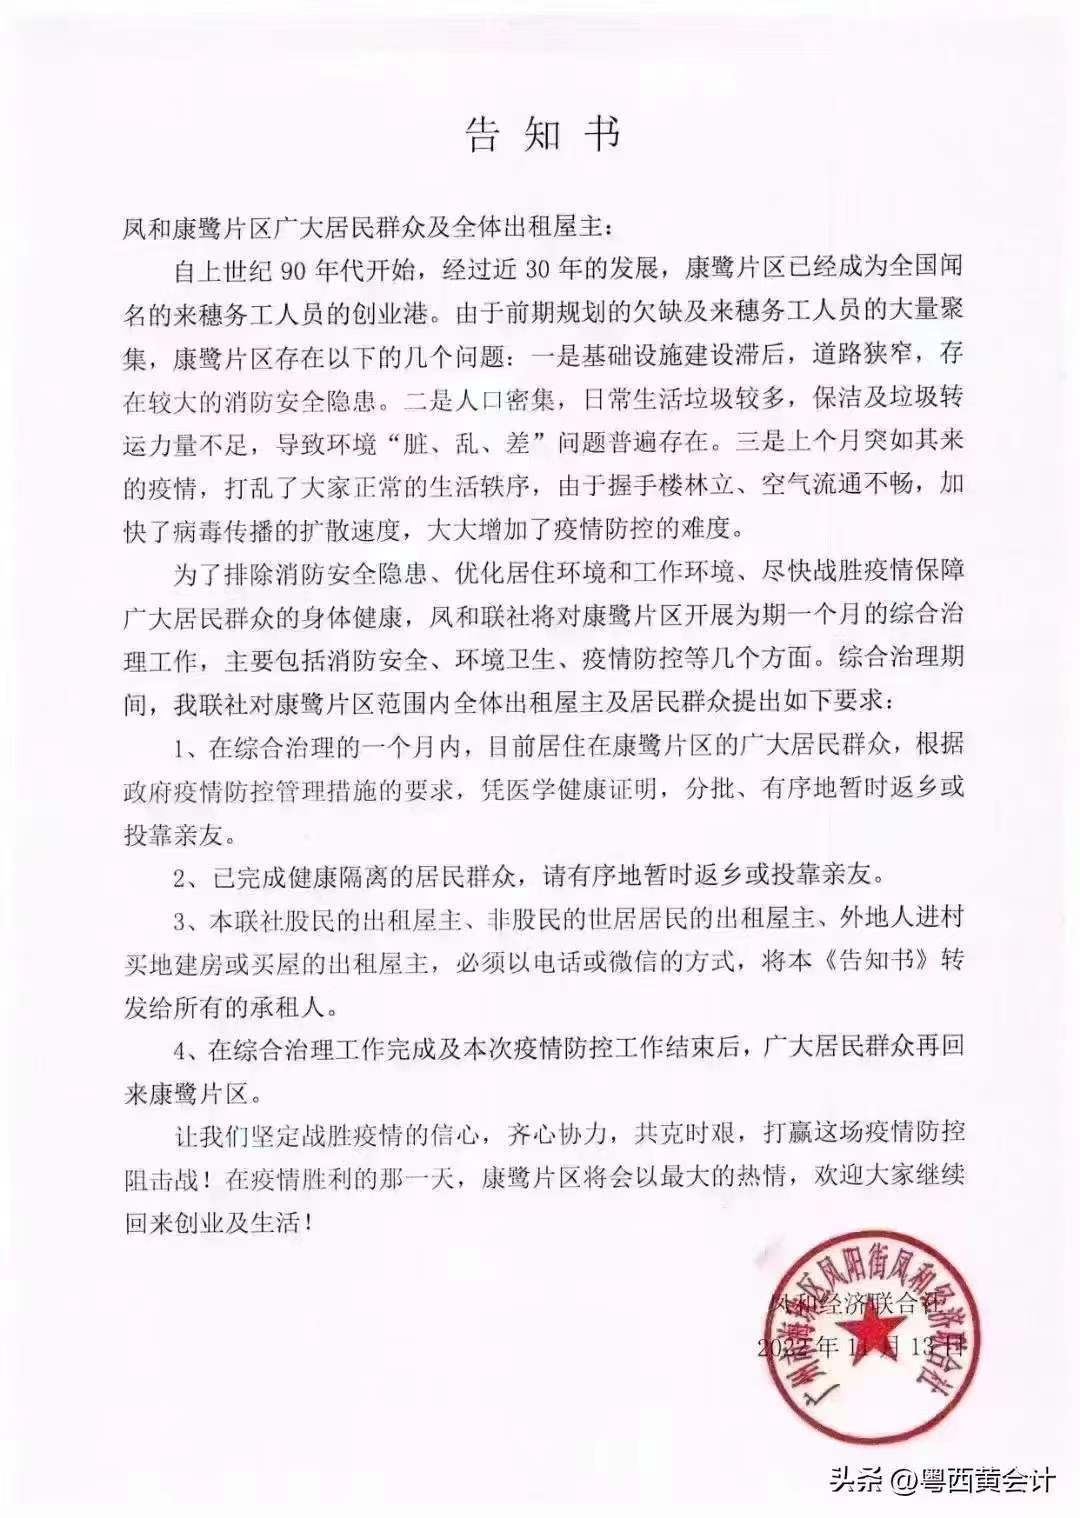 告知书
凤和康鹭片区广大居民群众及全体出租屋主：
自上世纪90年代开始，经过近30年的发展，康鹭片区已经成为全国闻
名的来穗务工人员的创业港。由于前期规划的欠缺及来穗务工人员的大量聚
集，康鹭片区存在以下的几个问题：一是基础设施建设滞后，道路狭窄，存
在较大的消防安全隐患。二是人口密集，日常生活垃圾较多，保洁及垃圾转
运力量不足，导致环境“脏、乱、差”问题普遍存在。三是上个月突如其来
的疫情，打乱了大家正常的生活轶序，由于握手楼林立、空气流通不畅，加
快了病毒传播的扩散速度，大大增加了疫情防控的难度。
为了排除消防安全隐患、优化居住环境和工作环境、尽快战胜疫情保障
广大居民群众的身体健康，凤和联社将对康鹭片区开展为期一个月的综合治
理工作，主要包括消防安全、环境卫生、疫情防控等几个方面。综合治理期
间，我联社对康鹭片区范围内全体出租屋主及居民群众提出如下要求：
1、在综合治理的一个月内，目前居住在康鹭片区的广大居民群众，根据
政府疫情防控管理措施的要求，凭医学健康证明，分批、有序地暂时返乡或
投靠亲友。
2、已完成健康隔离的居民群众，请有序地暂时返乡或投靠亲友。
3、本联社股民的出租屋主、非股民的世居居民的出租屋主、外地人进村
买地建房或买屋的出租屋主，必须以电话或微信的方式，将本《告知书》转
发给所有的承租人。
4、在综合治理工作完成及本次疫情防控工作结束后，广大居民群众再回
来康鹭片区。
让我们坚定战胜疫情的信心，齐心协力，共克时艰，打赢这场疫情防控
阻击战！在疫情胜利的那一天，康鹭片区将会以最大的热情，欢迎大家继续
回来创业及生活！
凤和经济联合社
2022年11月13日
广州市海珠区凤阳街凤和经济联合社
头条 @粤西黄会计